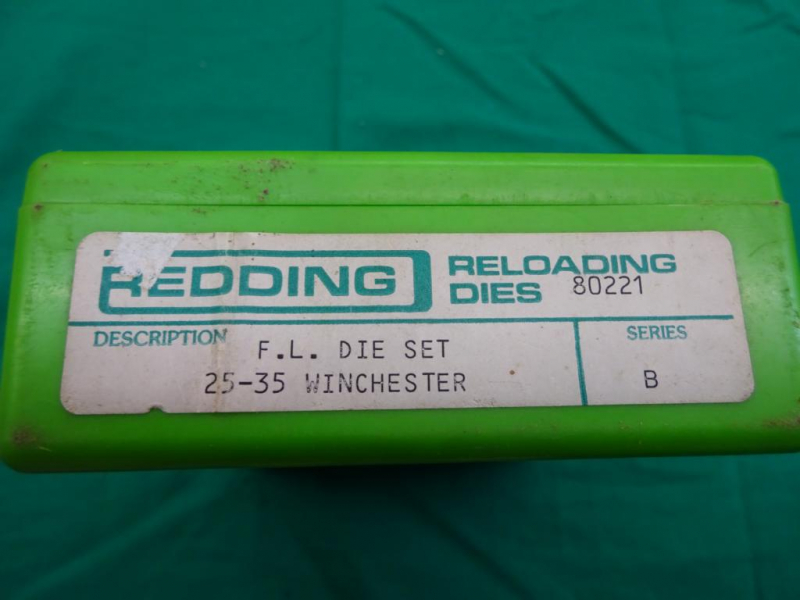 REDDING
RELOADING
DIES 80221
DESCRIPTION
F.L. DIE SET
25-35 WINCHESTER
SERIES
B